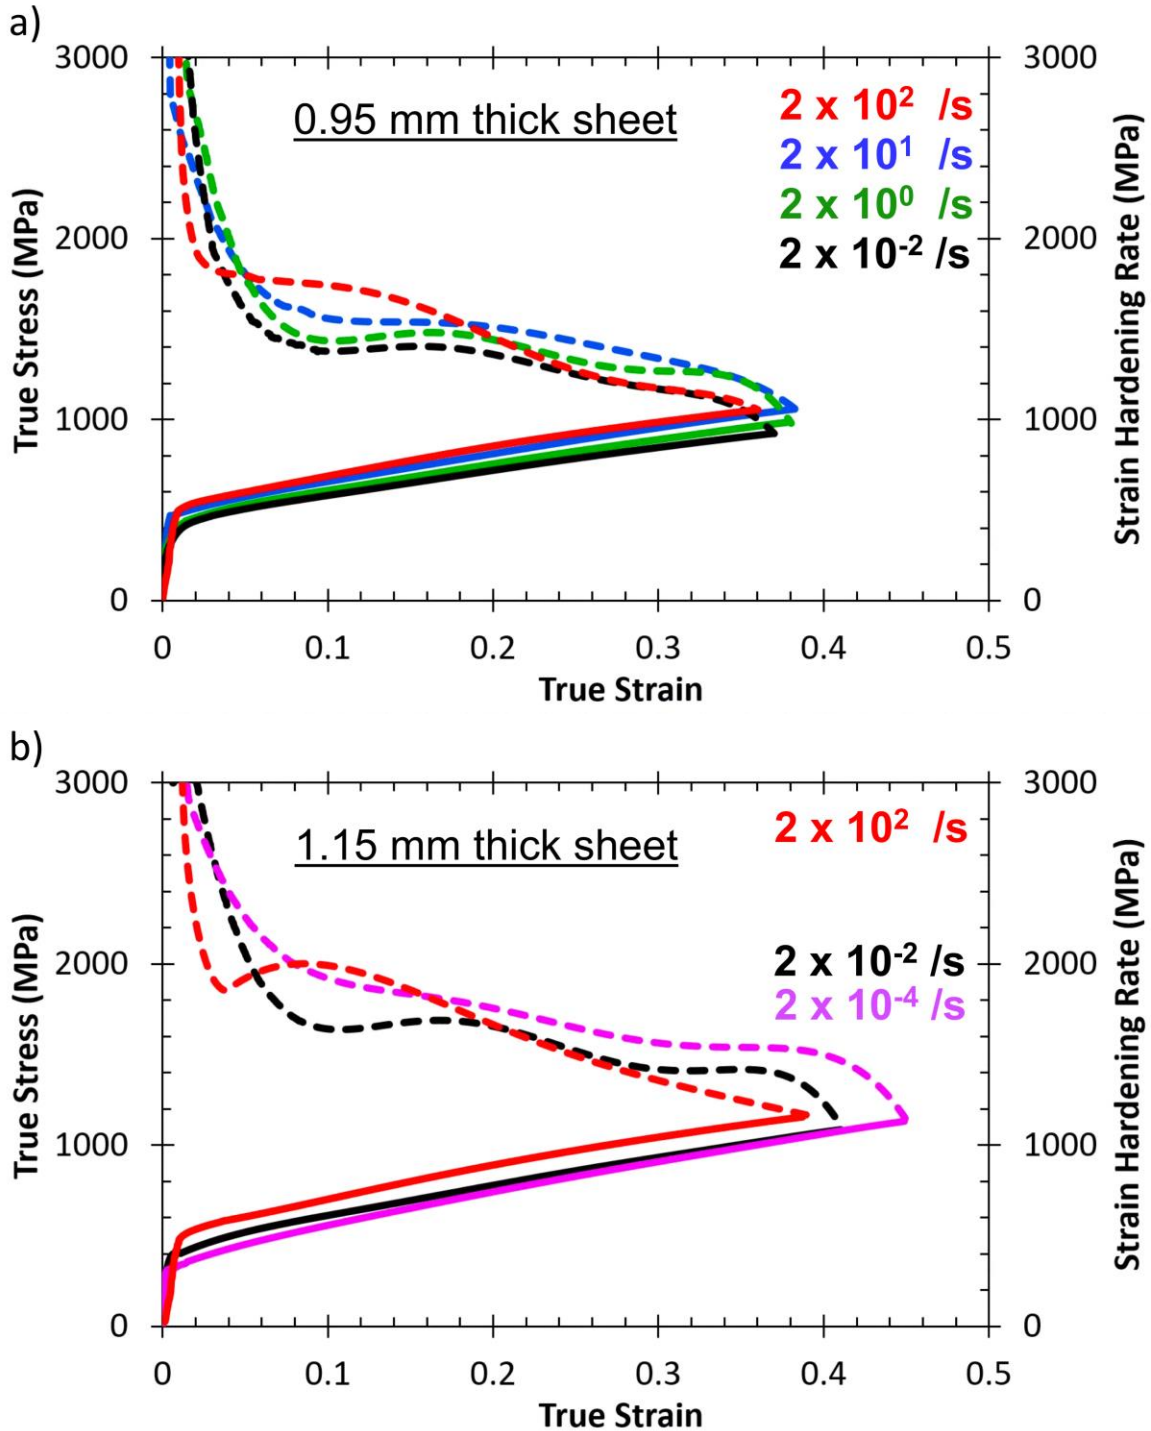 a)
3000
2000
1000
0
True Stress (MPa)
0.95 mm thick sheet
2 x 10² /s
2 x 10¹ /s
2 x 10⁰ /s
2 x 10⁻² /s
3000
2000
1000
0
Strain Hardening Rate (MPa)
0 0.1 0.2 0.3 0.4 0.5
True Strain
b)
3000
2000
1000
0
True Stress (MPa)
1.15 mm thick sheet
2 x 10² /s
2 x 10⁻² /s
2 x 10⁻⁴ /s
3000
2000
1000
0
Strain Hardening Rate (MPa)
0 0.1 0.2 0.3 0.4 0.5
True Strain